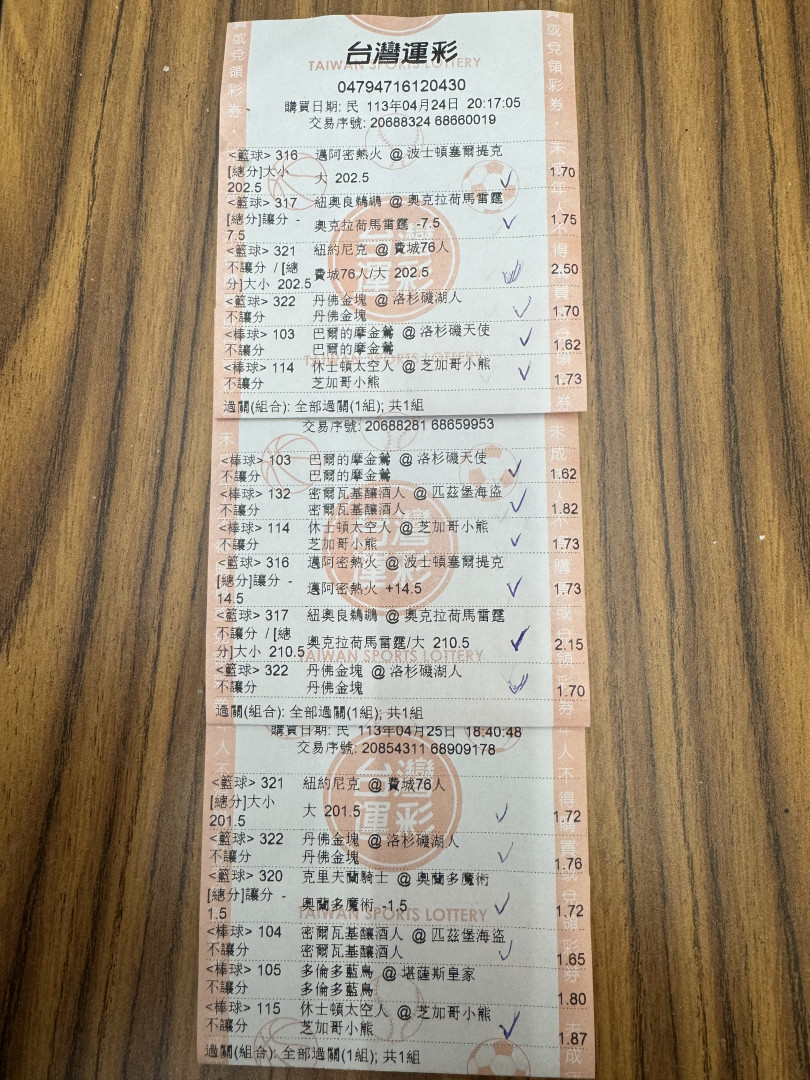 台灣運彩
TAIWAN SPORTS LOTTERY
04794716120430
購買日期: 民 113年04月24日 20:17:05
交易序號: 20688324 68660019
<籃球> 316 邁阿密熱火 @ 波士頓塞爾提克
[總分]大小 大 202.5 1.70
202.5
<籃球> 317 紐奧良鵜鶘 @ 奧克拉荷馬雷霆
[總分]讓分 - 奧克拉荷馬雷霆 -7.5 1.75
7.5
<籃球> 321 紐約尼克 @ 費城76人
不讓分 / [總 費城76人/大 202.5 2.50
分]大小 202.5
<籃球> 322 丹佛金塊 @ 洛杉磯湖人
不讓分 丹佛金塊 1.70
<棒球> 103 巴爾的摩金鶯 @ 洛杉磯天使
不讓分 巴爾的摩金鶯 1.62
<棒球> 114 休士頓太空人 @ 芝加哥小熊
不讓分 芝加哥小熊 1.73
過關(組合): 全部過關(1組); 共1組
交易序號: 20688281 68659953
<棒球> 103 巴爾的摩金鶯 @ 洛杉磯天使
不讓分 巴爾的摩金鶯 1.62
<棒球> 132 密爾瓦基釀酒人 @ 匹茲堡海盜
不讓分 密爾瓦基釀酒人 1.82
<棒球> 114 休士頓太空人 @ 芝加哥小熊
不讓分 芝加哥小熊 1.73
<籃球> 316 邁阿密熱火 @ 波士頓塞爾提克
[總分]讓分 - 邁阿密熱火 +14.5 1.73
14.5
<籃球> 317 紐奧良鵜鶘 @ 奧克拉荷馬雷霆
不讓分 / [總 奧克拉荷馬雷霆/大 210.5 2.15
分]大小 210.5
TAIWAN SPORTS LOTTERY
<籃球> 322 丹佛金塊 @ 洛杉磯湖人
不讓分 丹佛金塊 1.70
過關(組合): 全部過關(1組); 共1組
購買日期: 民 113年04月25日 18:40:48
交易序號: 20854311 68909178
<籃球> 321 紐約尼克 @ 費城76人
[總分]大小 大 201.5 1.72
201.5
<籃球> 322 丹佛金塊 @ 洛杉磯湖人
不讓分 丹佛金塊 1.76
<籃球> 320 克里夫蘭騎士 @ 奧蘭多魔術
[總分]讓分 - 奧蘭多魔術 -1.5 1.72
1.5
TAIWAN SPORTS LOTTERY
<棒球> 104 密爾瓦基釀酒人 @ 匹茲堡海盜
不讓分 密爾瓦基釀酒人 1.65
<棒球> 105 多倫多藍鳥 @ 堪薩斯皇家
不讓分 多倫多藍鳥 1.80
<棒球> 115 休士頓太空人 @ 芝加哥小熊
不讓分 芝加哥小熊 1.87
過關(組合): 全部過關(1組); 共1組